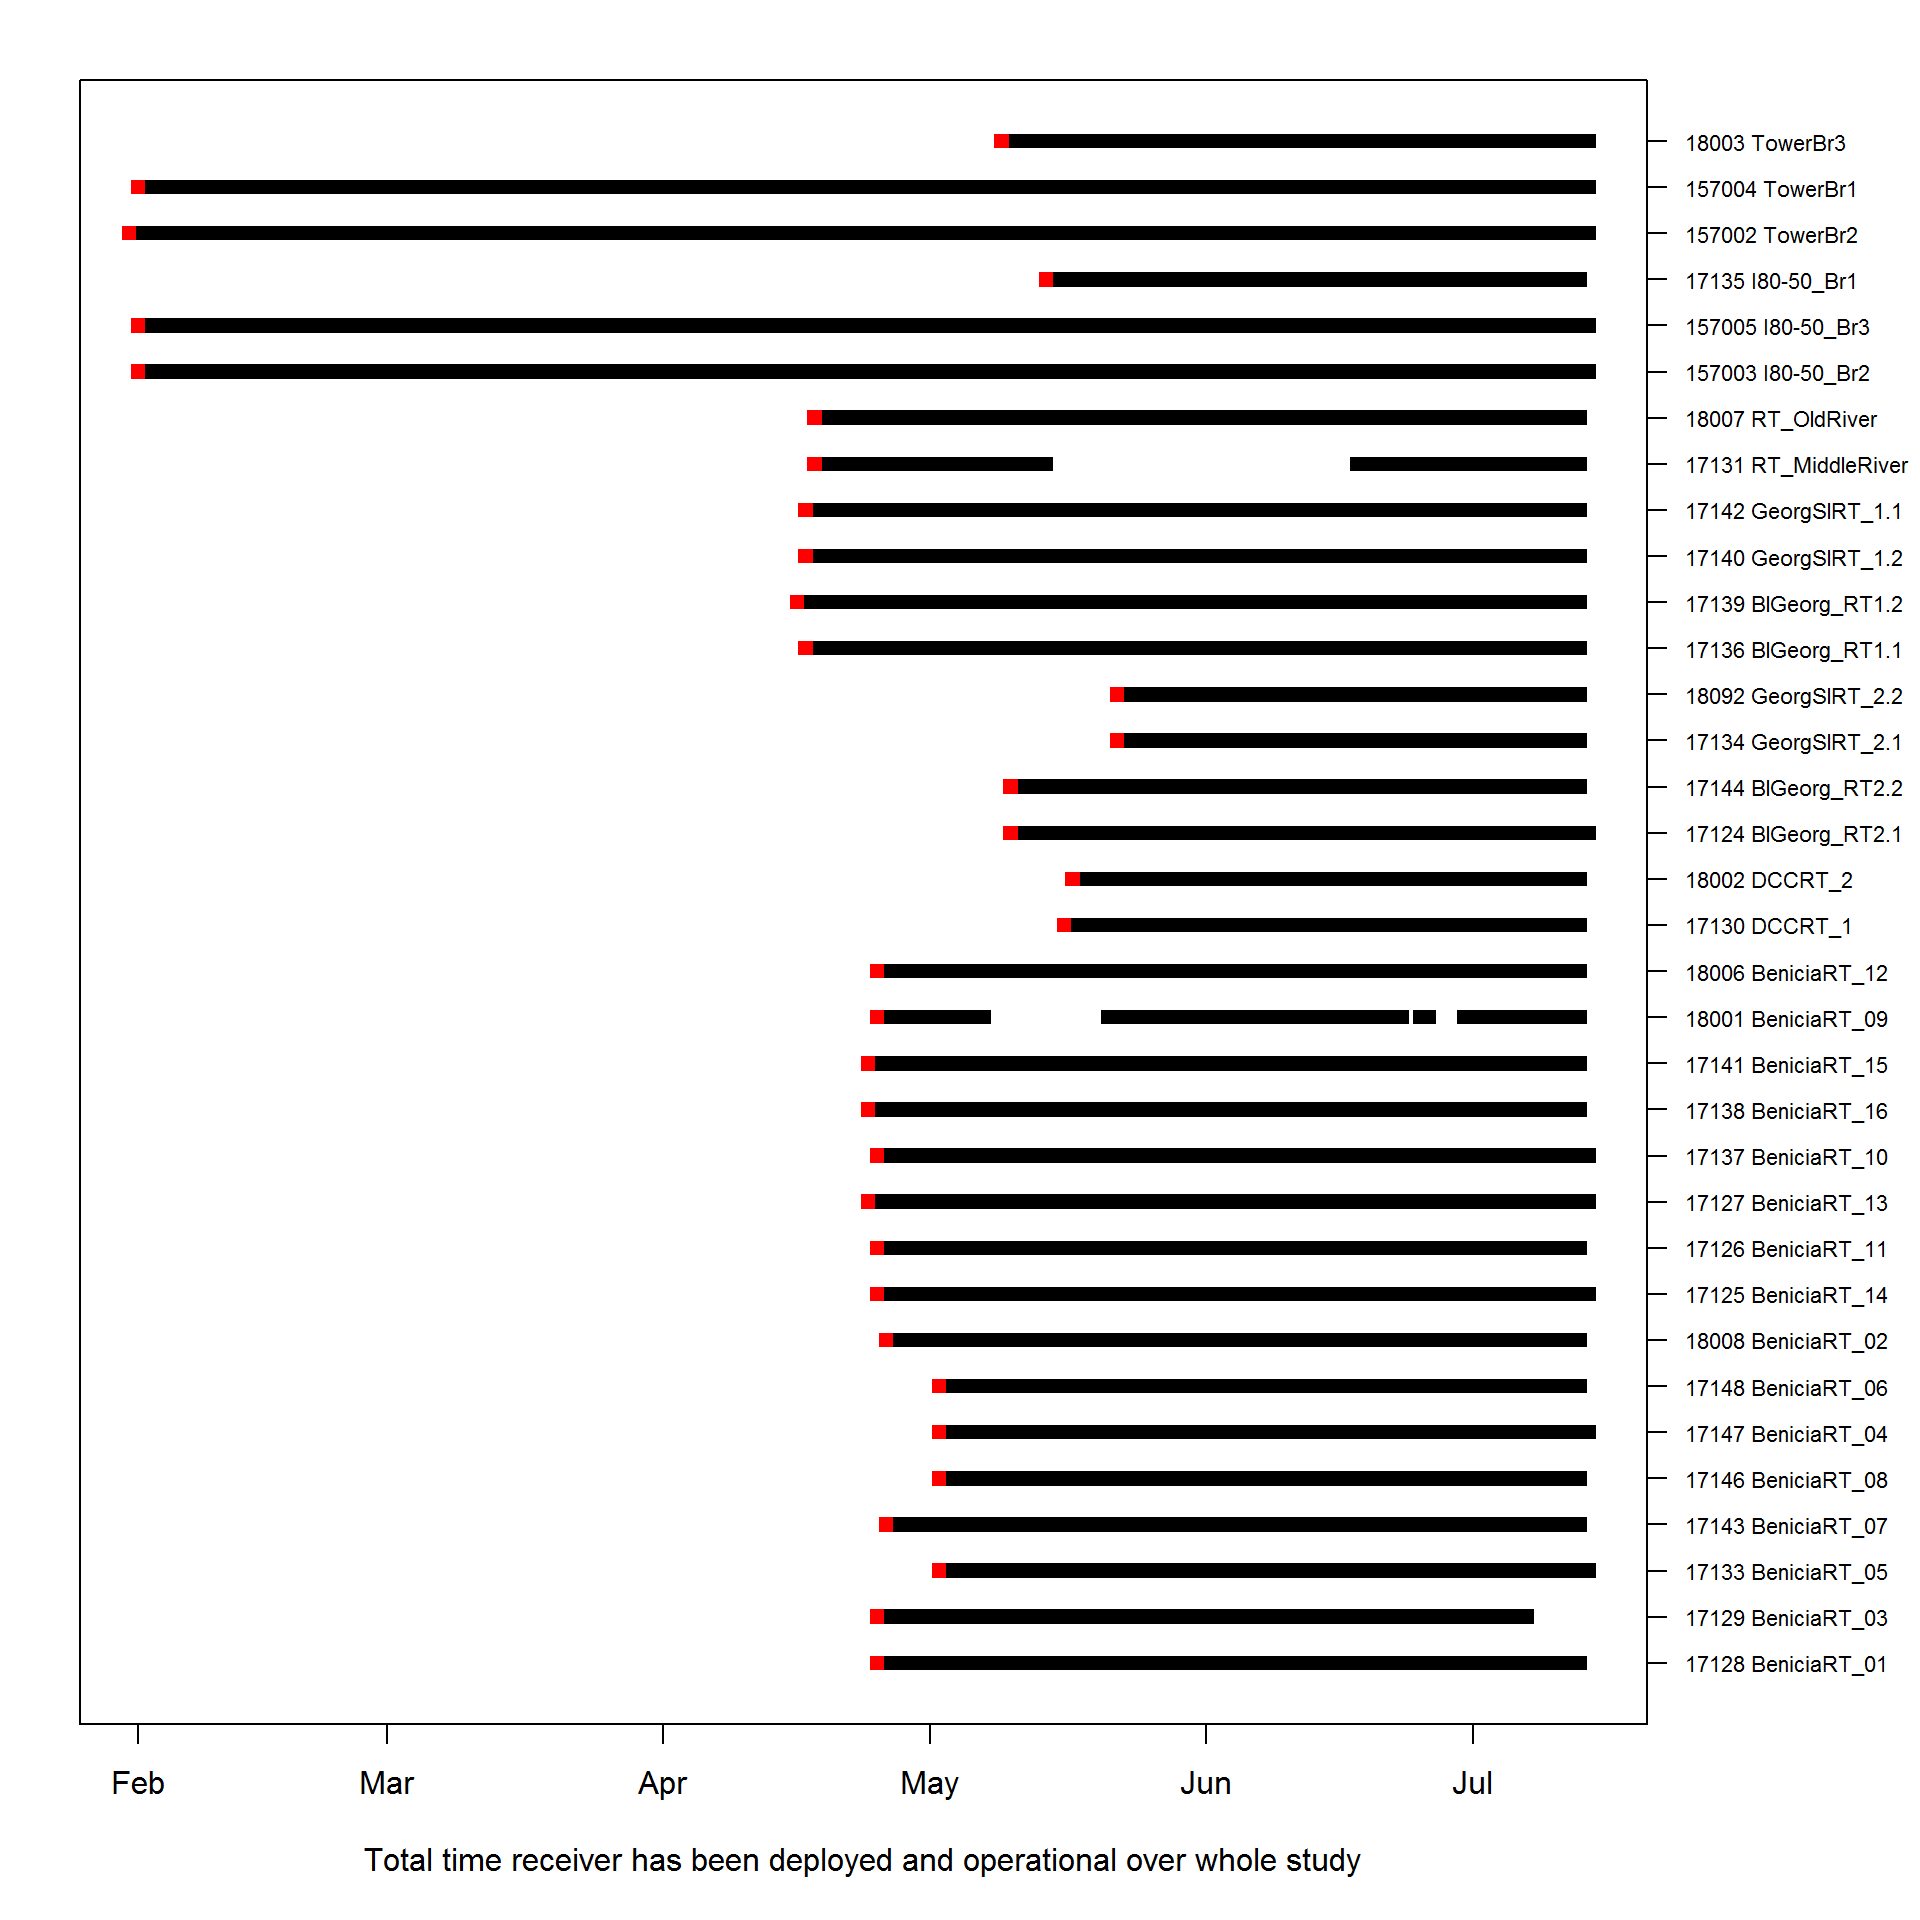 18003 TowerBr3
157004 TowerBr1
157002 TowerBr2
17135 I80-50_Br1
157005 I80-50_Br3
157003 I80-50_Br2
18007 RT_OldRiver
17131 RT_MiddleRiver
17142 GeorgSlRT_1.1
17140 GeorgSlRT_1.2
17139 BlGeorg_RT1.2
17136 BlGeorg_RT1.1
18092 GeorgSlRT_2.2
17134 GeorgSlRT_2.1
17144 BlGeorg_RT2.2
17124 BlGeorg_RT2.1
18002 DCCRT_2
17130 DCCRT_1
18006 BeniciaRT_12
18001 BeniciaRT_09
17141 BeniciaRT_15
17138 BeniciaRT_16
17137 BeniciaRT_10
17127 BeniciaRT_13
17126 BeniciaRT_11
17125 BeniciaRT_14
18008 BeniciaRT_02
17148 BeniciaRT_06
17147 BeniciaRT_04
17146 BeniciaRT_08
17143 BeniciaRT_07
17133 BeniciaRT_05
17129 BeniciaRT_03
17128 BeniciaRT_01
Feb Mar Apr May Jun Jul
Total time receiver has been deployed and operational over whole study